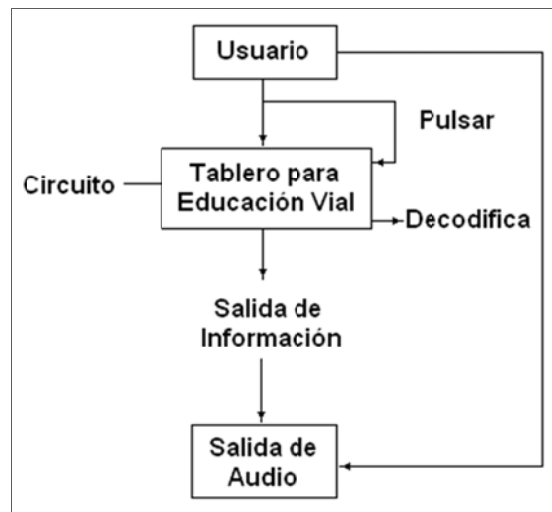 Usuario
Pulsar
Circuito
Tablero para
Educación Vial
Decodifica
Salida de
Información
Salida de
Audio